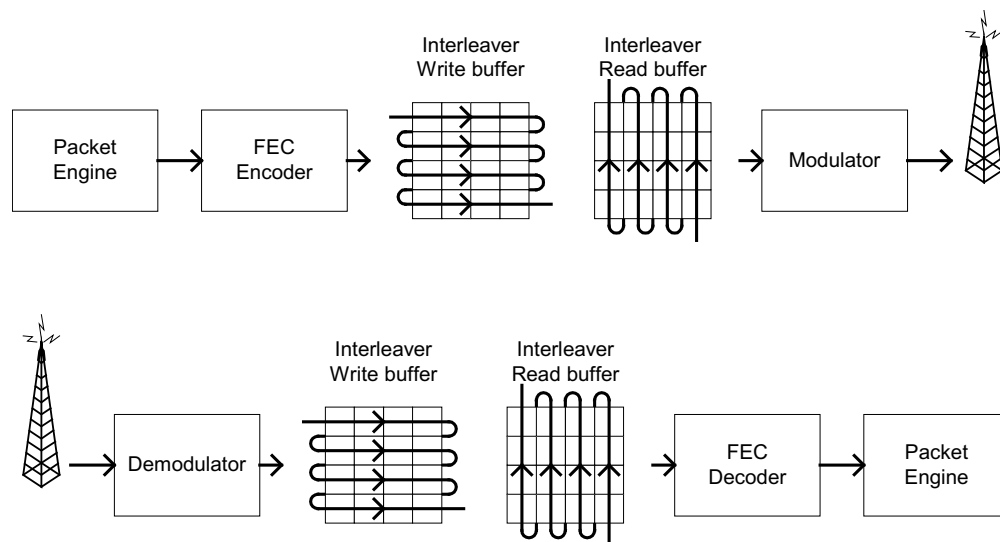 Interleaver
Write buffer
Interleaver
Read buffer
Packet
Engine
FEC
Encoder
Modulator
Interleaver
Write buffer
Interleaver
Read buffer
Demodulator
FEC
Decoder
Packet
Engine